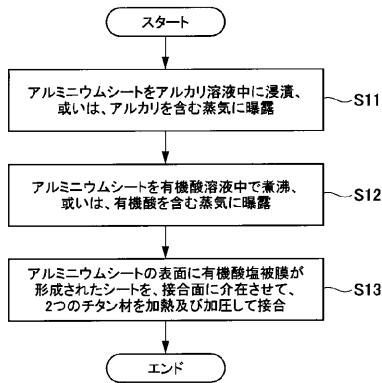 スタート
アルミニウムシートをアルカリ溶液中に浸漬、
或いは、アルカリを含む蒸気に曝露
S11
アルミニウムシートを有機酸溶液中で煮沸、
或いは、有機酸を含む蒸気に曝露
S12
アルミニウムシートの表面に有機酸塩被膜が
形成されたシートを、接合面に介在させて、
2つのチタン材を加熱及び加圧して接合
S13
エンド